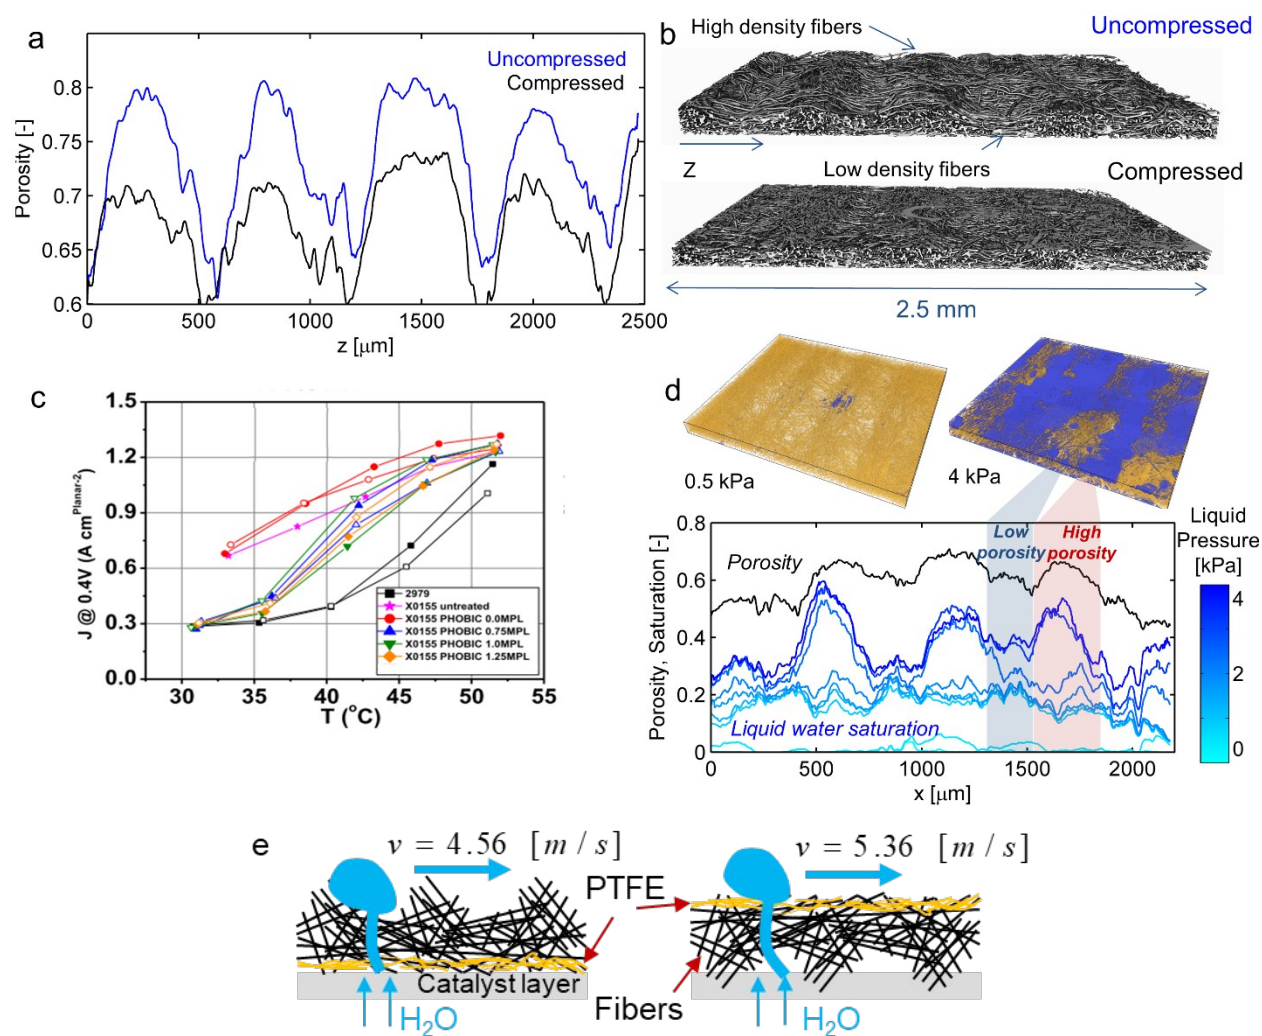 a
Uncompressed
Compressed
Porosity [-]
0.85
0.8
0.75
0.7
0.65
0.6
0
500
1000
1500
2000
2500
z [μm]
b
High density fibers
Uncompressed
Z
Low density fibers
Compressed
2.5 mm
c
J @ 0.4V (A cm^Planar-2)
1.5
1.2
0.9
0.6
0.3
0.0
30
35
40
45
50
55
T (°C)
2979
X0155 untreated
X0155 PHOBIC 0.0MPL
X0155 PHOBIC 0.75MPL
X0155 PHOBIC 1.0MPL
X0155 PHOBIC 1.25MPL
d
0.5 kPa
4 kPa
Porosity, Saturation [-]
0.8
0.6
0.4
0.2
0
Porosity
Low
porosity
High
porosity
Liquid water saturation
0
500
1000
1500
2000
x [μm]
Liquid
Pressure
[kPa]
4
2
0
e
v = 4.56 [m / s]
v = 5.36 [m / s]
PTFE
Catalyst layer
Fibers
H₂O
H₂O